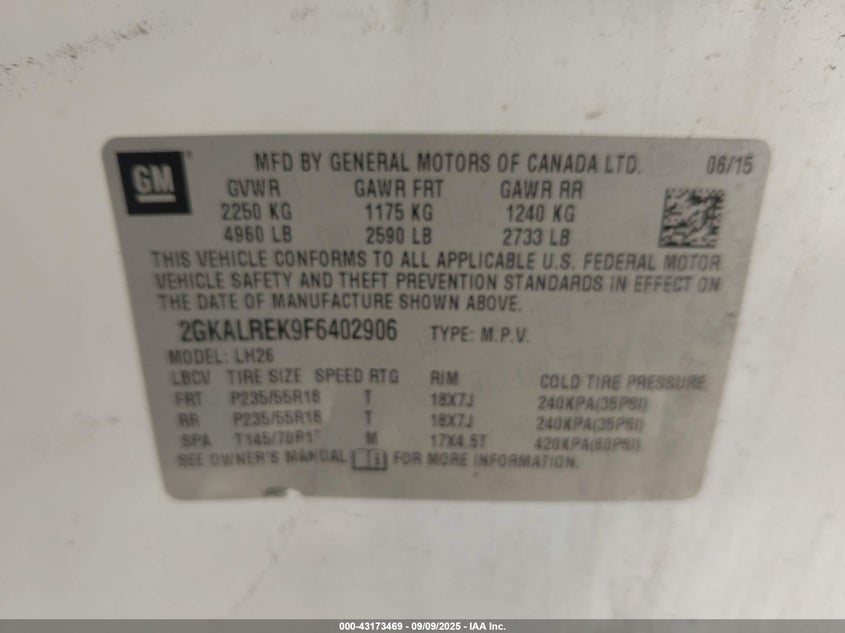 GM
MFD BY GENERAL MOTORS OF CANADA LTD. 06/15
GVWR GAWR FRT GAWR RR
2250 KG 1175 KG 1240 KG
4960 LB 2590 LB 2733 LB
THIS VEHICLE CONFORMS TO ALL APPLICABLE U.S. FEDERAL MOTOR
VEHICLE SAFETY AND THEFT PREVENTION STANDARDS IN EFFECT ON
THE DATE OF MANUFACTURE SHOWN ABOVE.
2GKALREK9F6402906 TYPE: M.P.V.
MODEL: LH26
LBCV TIRE SIZE SPEED RTG RIM COLD TIRE PRESSURE
FRT P235/55R18 T 18X7J 240KPA(35PSI)
RR P235/55R18 T 18X7J 240KPA(35PSI)
SPA T145/70R17 M 17X4.5T 420KPA(60PSI)
SEE OWNER'S MANUAL FOR MORE INFORMATION.
000-43173469 - 09/09/2025 - IAA Inc.